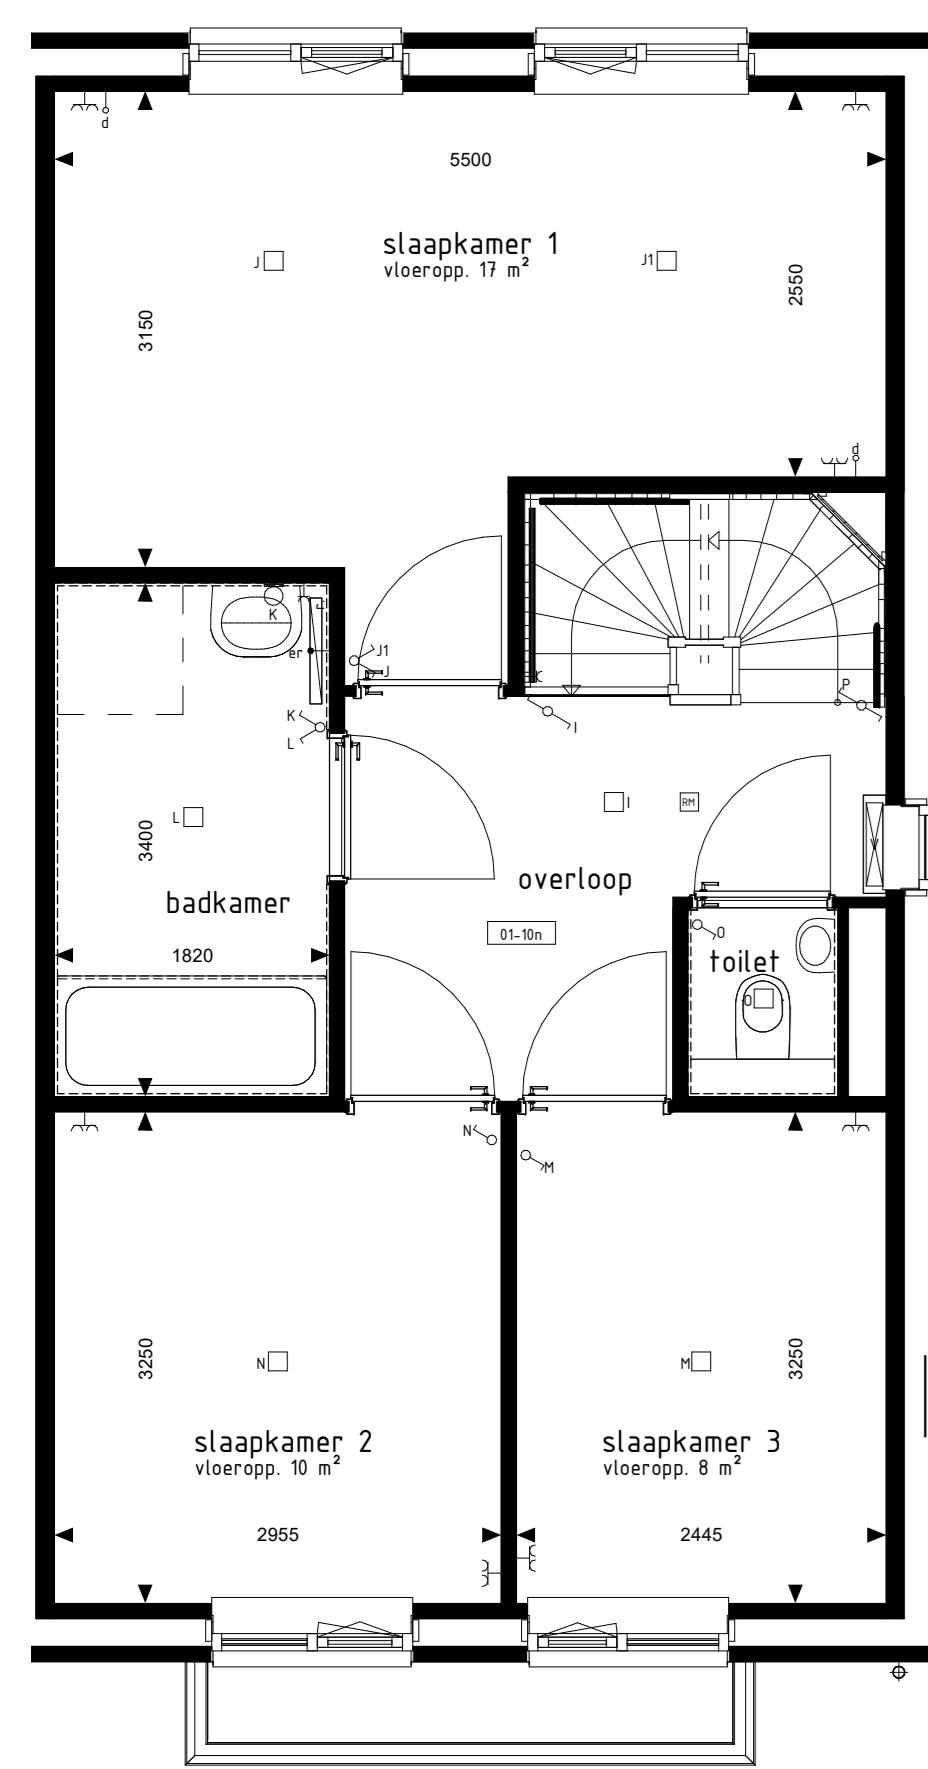 d
5500
slaapkamer 1
vloeropp. 17 m²
J
J1
2550
3150
d
K
er
J1
J
K
L
P
I
L
I
RM
3400
badkamer
overloop
01-10n
1820
O
toilet
O
N
M
3250
3250
N
M
slaapkamer 2
vloeropp. 10 m²
slaapkamer 3
vloeropp. 8 m²
2955
2445